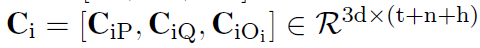 C_i = [C_{iP}, C_{iQ}, C_{iO_i}] ∈ ℛ^{3d×(t+n+h)}